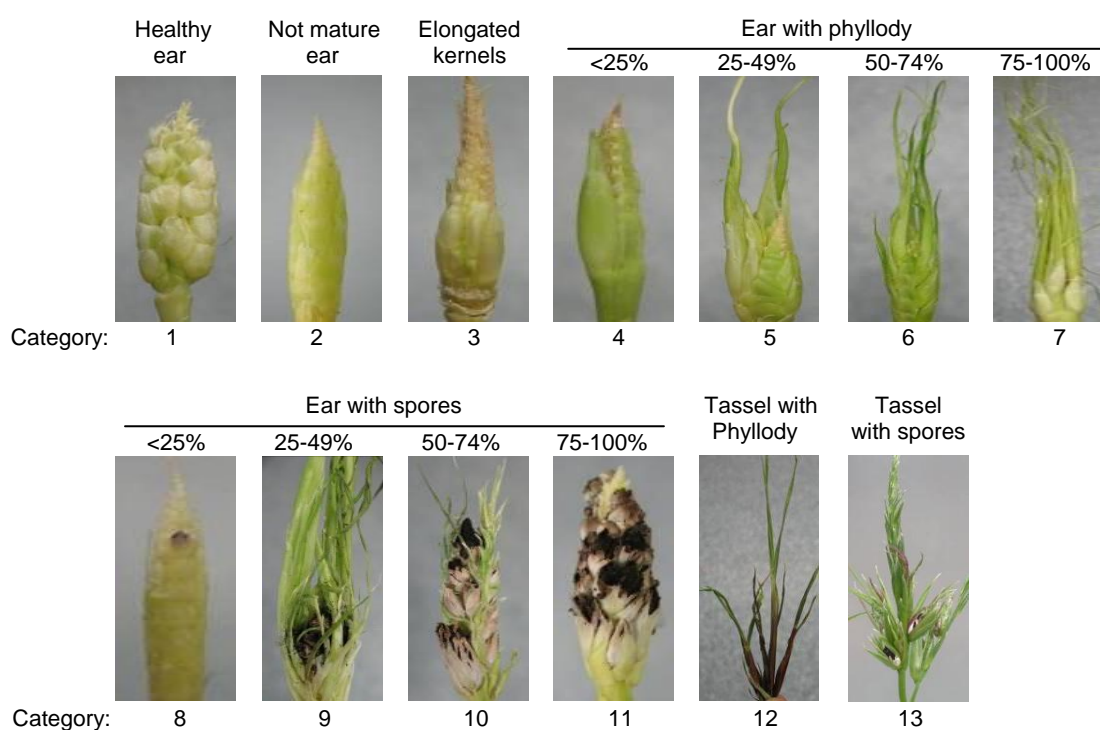 Healthy ear
Not mature ear
Elongated kernels
Ear with phyllody
<25% 25-49% 50-74% 75-100%
Category: 1 2 3 4 5 6 7
Ear with spores
<25% 25-49% 50-74% 75-100%
Tassel with Phyllody
Tassel with spores
Category: 8 9 10 11 12 13